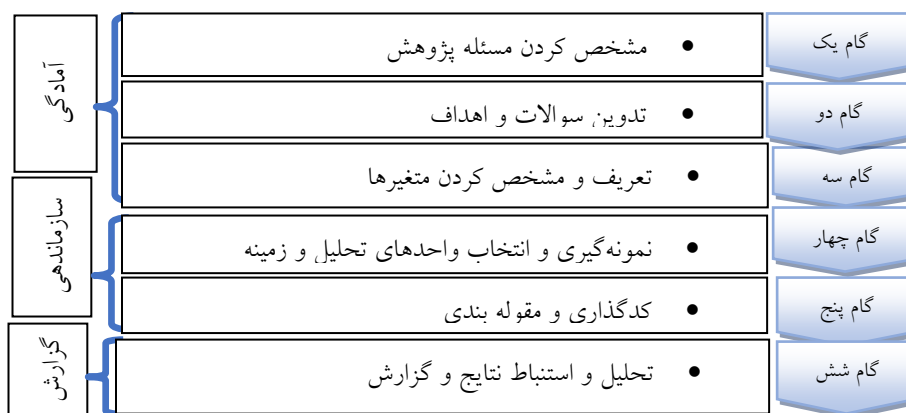 گام یک
مشخص کردن مسئله پژوهش
گام دو
تدوین سوالات و اهداف
گام سه
تعریف و مشخص کردن متغیرها
آمادگی
گام چهار
نمونه‌گیری و انتخاب واحدهای تحلیل و زمینه
گام پنج
کدگذاری و مقوله بندی
سازماندهی
گام شش
تحلیل و استنباط نتایج و گزارش
گزارش